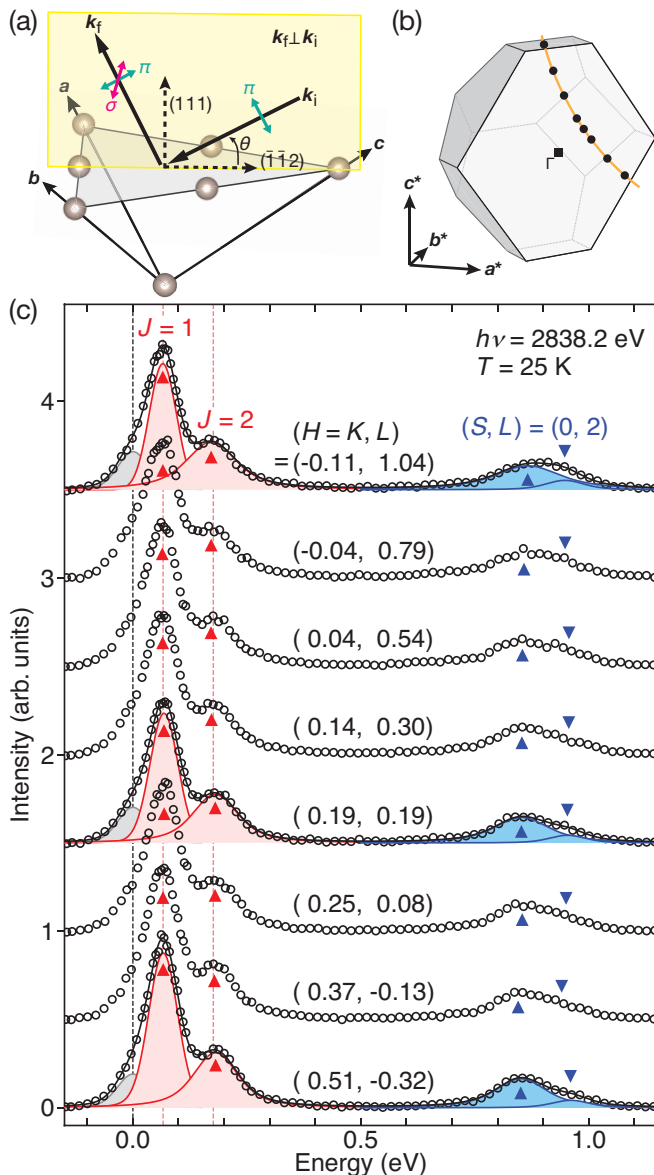 (a)
k_f
k_f⊥k_i
π
σ
(111)
π
k_i
a
θ
(1̄1̄2)
c
b
(b)
Γ
c*
b*
a*
(c)
J = 1
hν = 2838.2 eV
T = 25 K
4
J = 2
(H = K, L)
(S, L) = (0, 2)
=(-0.11, 1.04)
(-0.04, 0.79)
3
( 0.04, 0.54)
( 0.14, 0.30)
2
( 0.19, 0.19)
( 0.25, 0.08)
1
( 0.37, -0.13)
( 0.51, -0.32)
0
Intensity (arb. units)
0.0 0.5 1.0
Energy (eV)